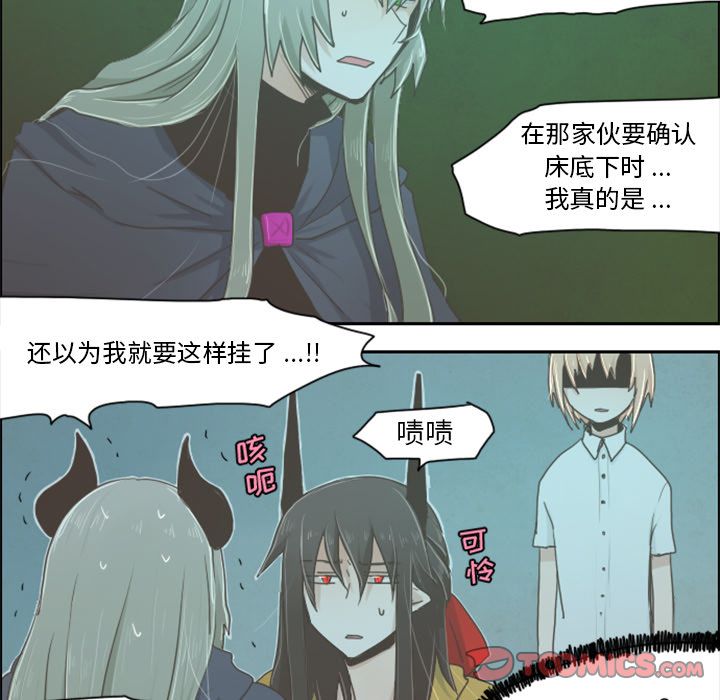 在那家伙要确认
床底下时 ...
我真的是 ...
还以为我就要这样挂了 ...!!
啧啧
咳
呃
可
怜
UTOOMICS.COM